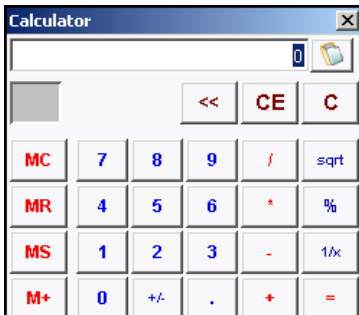 Calculator
0
<< CE C
MC 7 8 9 / sqrt
MR 4 5 6 * %
MS 1 2 3 - 1/x
M+ 0 +/- . + =